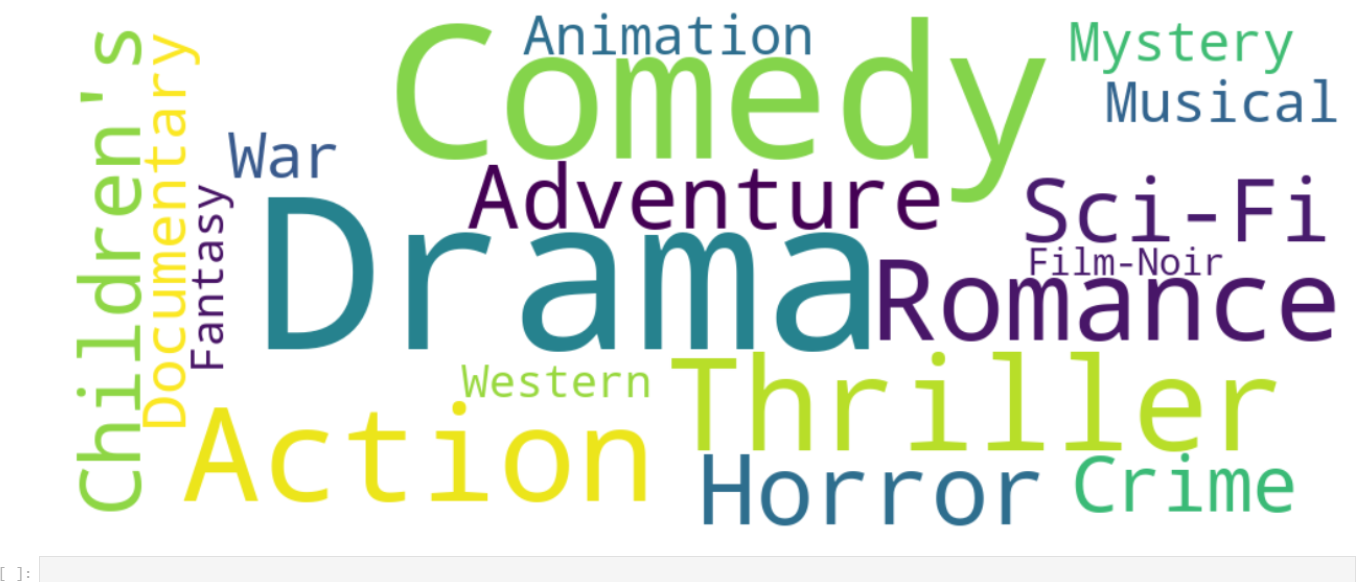 Children's
Documentary
Fantasy
War
Animation
Comedy
Mystery
Musical
Adventure
Sci-Fi
Drama
Film-Noir
Romance
Western
Thriller
Action
Horror
Crime
[ ]: